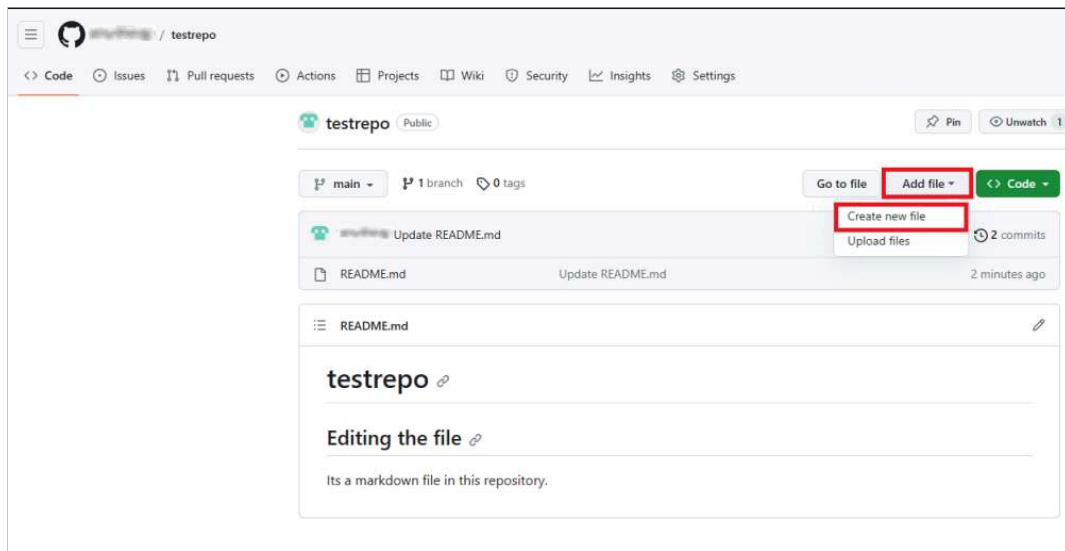 / testrepo
<> Code Issues Pull requests Actions Projects Wiki Security Insights Settings
testrepo Public Pin Unwatch 1
main 1 branch 0 tags Go to file Add file <> Code
Create new file
Update README.md 2 commits
Upload files
README.md Update README.md 2 minutes ago
README.md
testrepo
Editing the file
Its a markdown file in this repository.